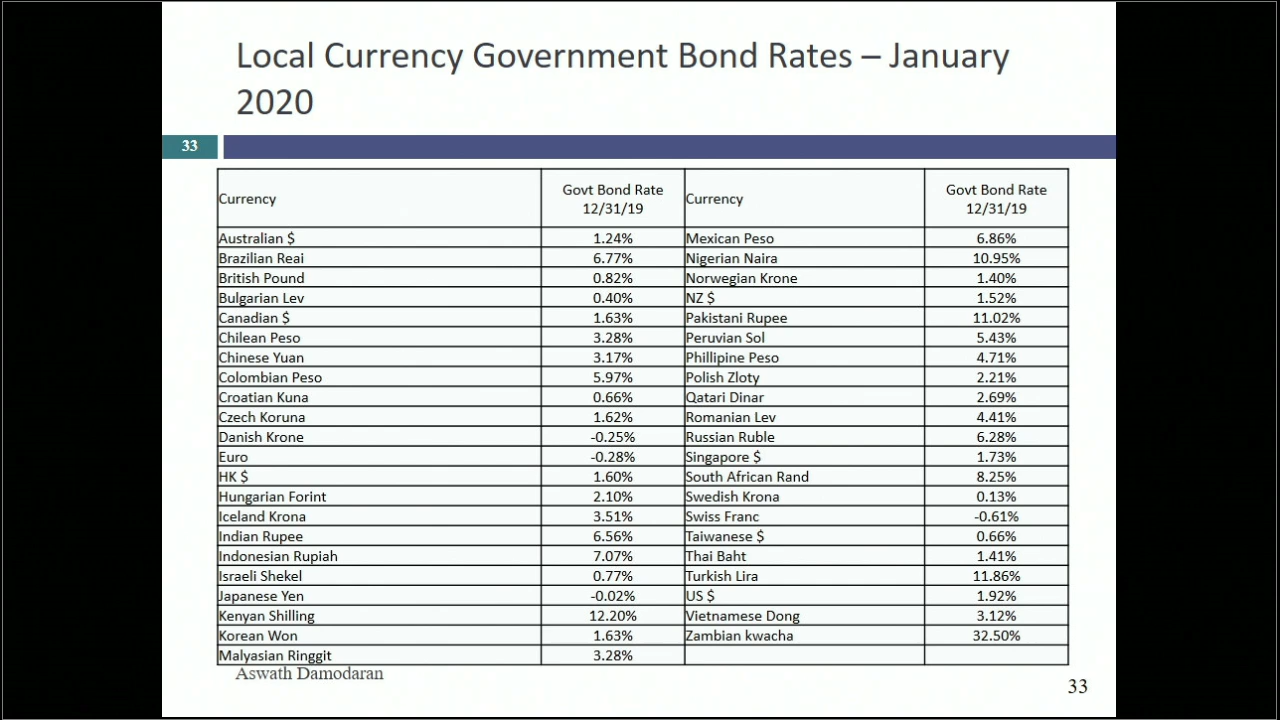 Local Currency Government Bond Rates – January
2020
33
Currency Govt Bond Rate 12/31/19 Currency Govt Bond Rate 12/31/19
Australian $ 1.24% Mexican Peso 6.86%
Brazilian Reai 6.77% Nigerian Naira 10.95%
British Pound 0.82% Norwegian Krone 1.40%
Bulgarian Lev 0.40% NZ $ 1.52%
Canadian $ 1.63% Pakistani Rupee 11.02%
Chilean Peso 3.28% Peruvian Sol 5.43%
Chinese Yuan 3.17% Phillipine Peso 4.71%
Colombian Peso 5.97% Polish Zloty 2.21%
Croatian Kuna 0.66% Qatari Dinar 2.69%
Czech Koruna 1.62% Romanian Lev 4.41%
Danish Krone -0.25% Russian Ruble 6.28%
Euro -0.28% Singapore $ 1.73%
HK $ 1.60% South African Rand 8.25%
Hungarian Forint 2.10% Swedish Krona 0.13%
Iceland Krona 3.51% Swiss Franc -0.61%
Indian Rupee 6.56% Taiwanese $ 0.66%
Indonesian Rupiah 7.07% Thai Baht 1.41%
Israeli Shekel 0.77% Turkish Lira 11.86%
Japanese Yen -0.02% US $ 1.92%
Kenyan Shilling 12.20% Vietnamese Dong 3.12%
Korean Won 1.63% Zambian kwacha 32.50%
Malyasian Ringgit 3.28%
Aswath Damodaran
33